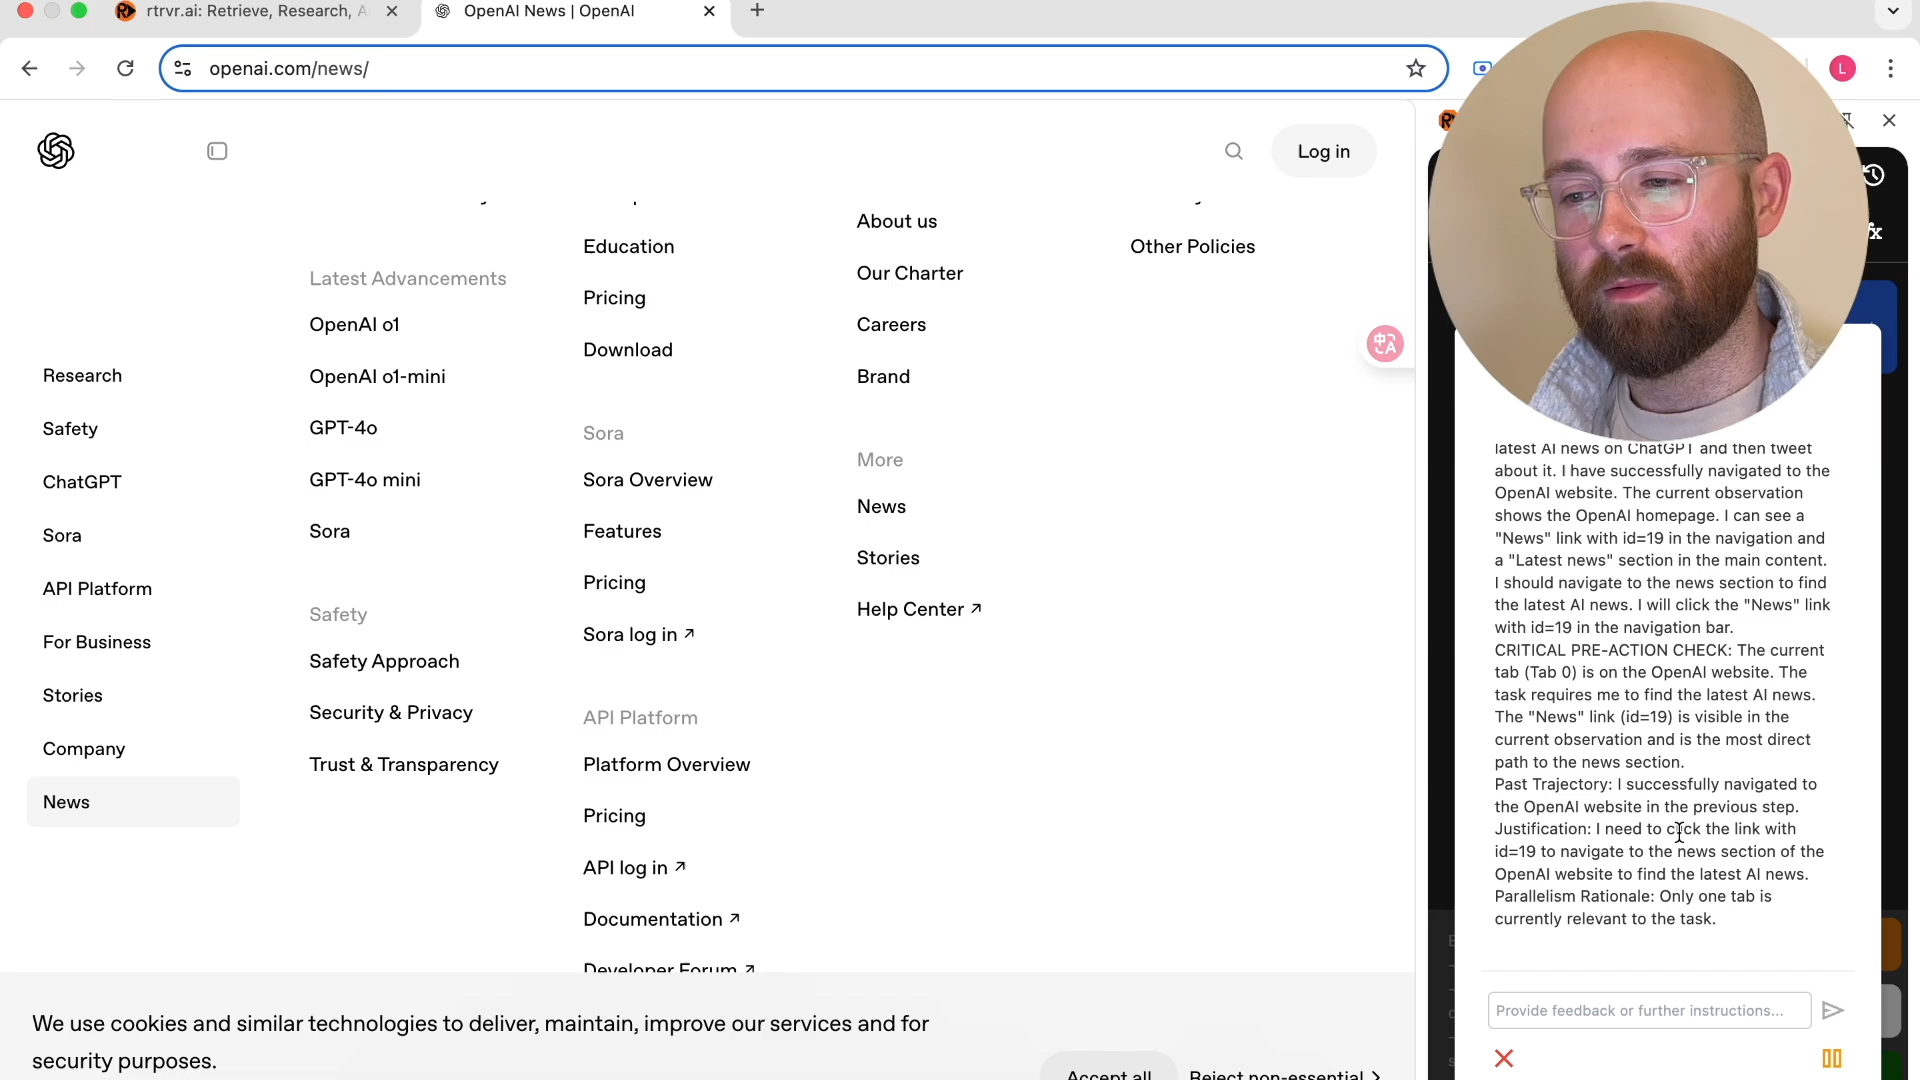 rtrvr.ai: Retrieve, Research, A
OpenAI News | OpenAI
openai.com/news/
L
Log in
About us
Education
Other Policies
Our Charter
Latest Advancements
Pricing
OpenAI o1
Careers
Download
Research
OpenAI o1-mini
Brand
Safety
GPT-4o
Sora
More
ChatGPT
GPT-4o mini
Sora Overview
News
Sora
Sora
Features
Stories
API Platform
Pricing
Help Center
Safety
Sora log in
For Business
Safety Approach
Stories
Security & Privacy
API Platform
Company
Trust & Transparency
Platform Overview
News
Pricing
API log in
Documentation
Developer Forum
We use cookies and similar technologies to deliver, maintain, improve our services and for
security purposes.
Accept all
Reject non-essential
latest AI news on ChatGPT and then tweet
about it. I have successfully navigated to the
OpenAI website. The current observation
shows the OpenAI homepage. I can see a
"News" link with id=19 in the navigation and
a "Latest news" section in the main content.
I should navigate to the news section to find
the latest AI news. I will click the "News" link
with id=19 in the navigation bar.
CRITICAL PRE-ACTION CHECK: The current
tab (Tab 0) is on the OpenAI website. The
task requires me to find the latest AI news.
The "News" link (id=19) is visible in the
current observation and is the most direct
path to the news section.
Past Trajectory: I successfully navigated to
the OpenAI website in the previous step.
Justification: I need to click the link with
id=19 to navigate to the news section of the
OpenAI website to find the latest AI news.
Parallelism Rationale: Only one tab is
currently relevant to the task.
Provide feedback or further instructions...